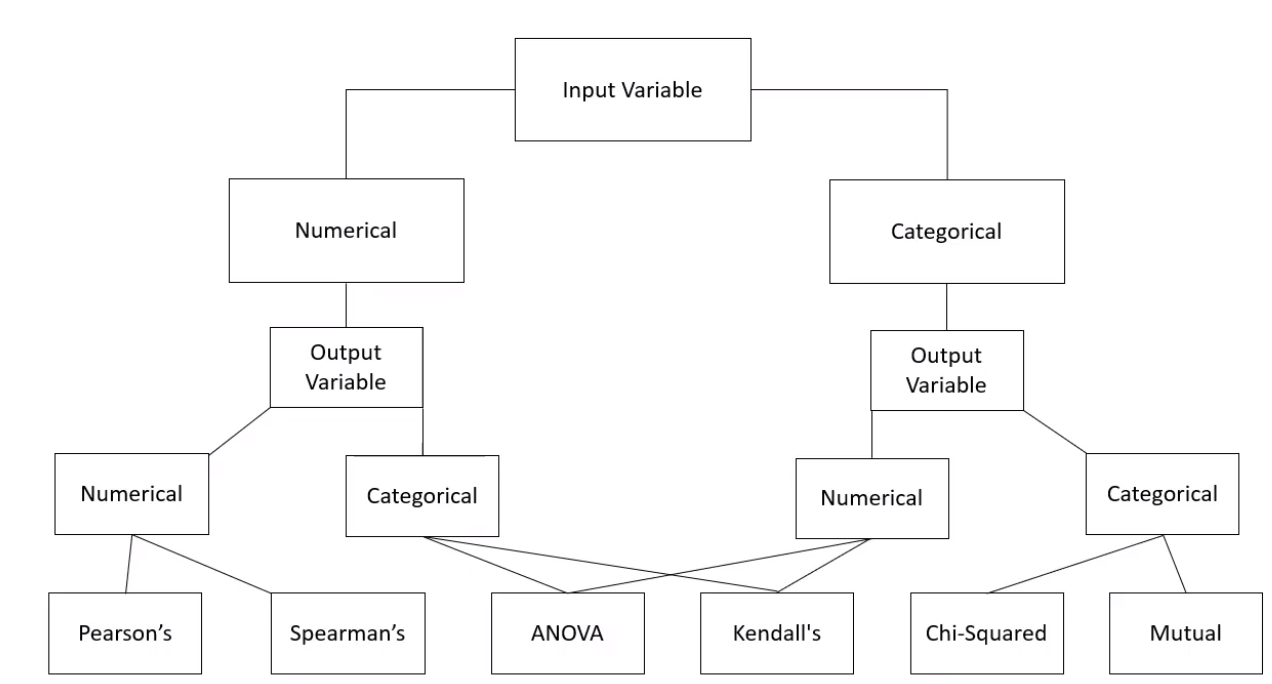 Input Variable
Numerical
Categorical
Output
Variable
Output
Variable
Numerical
Categorical
Numerical
Categorical
Pearson’s
Spearman’s
ANOVA
Kendall's
Chi-Squared
Mutual